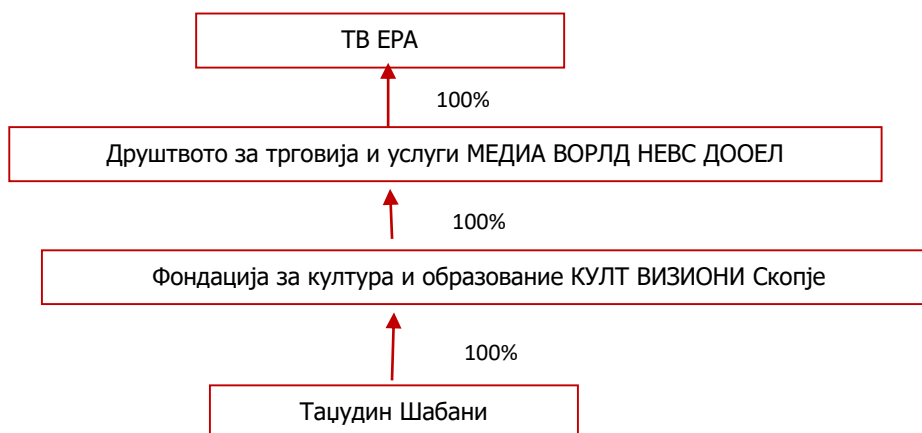 ТВ ЕРА
100%
Друштвото за трговија и услуги МЕДИА ВОРЛД НЕВС ДООЕЛ
100%
Фондација за култура и образование КУЛТ ВИЗИОНИ Скопје
100%
Таџудин Шабани